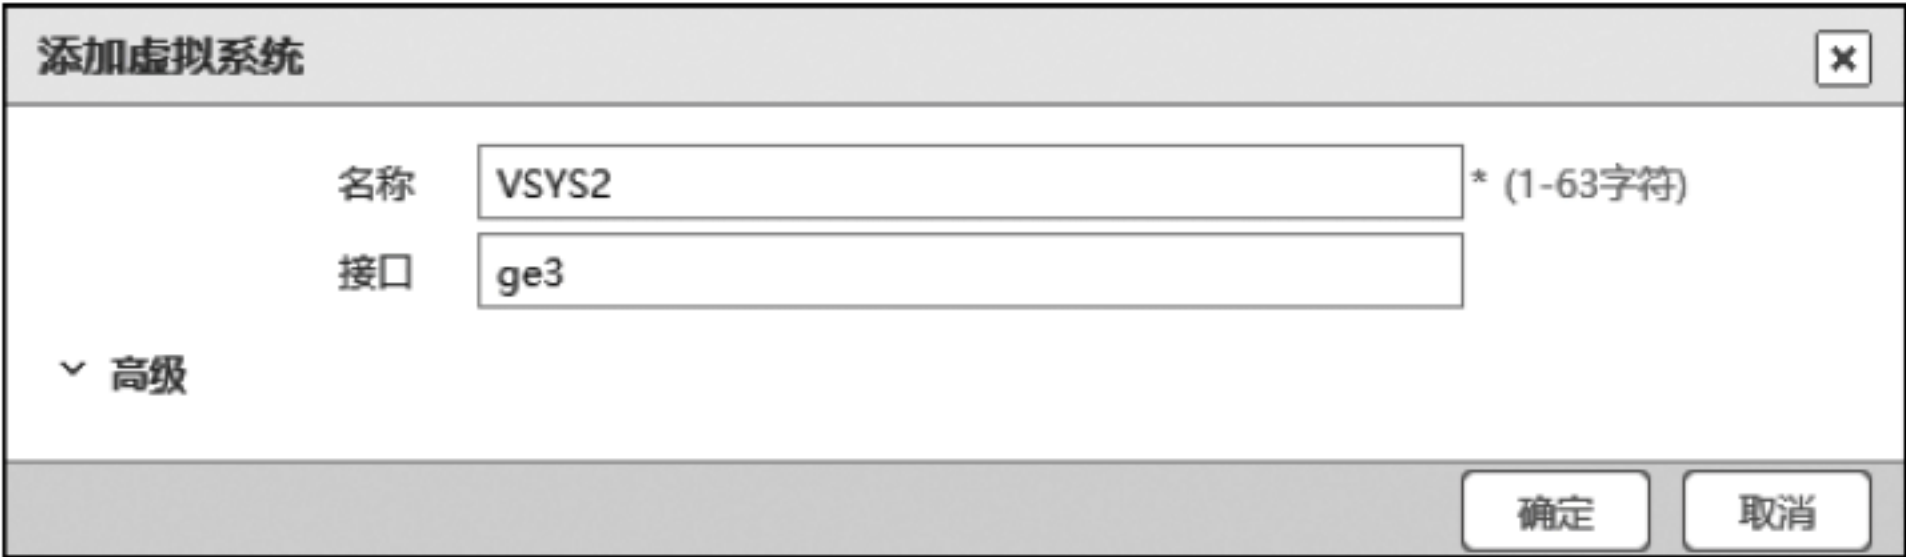 添加虚拟系统
名称 VSYS2 * (1-63字符)
接口 ge3
高级
确定 取消